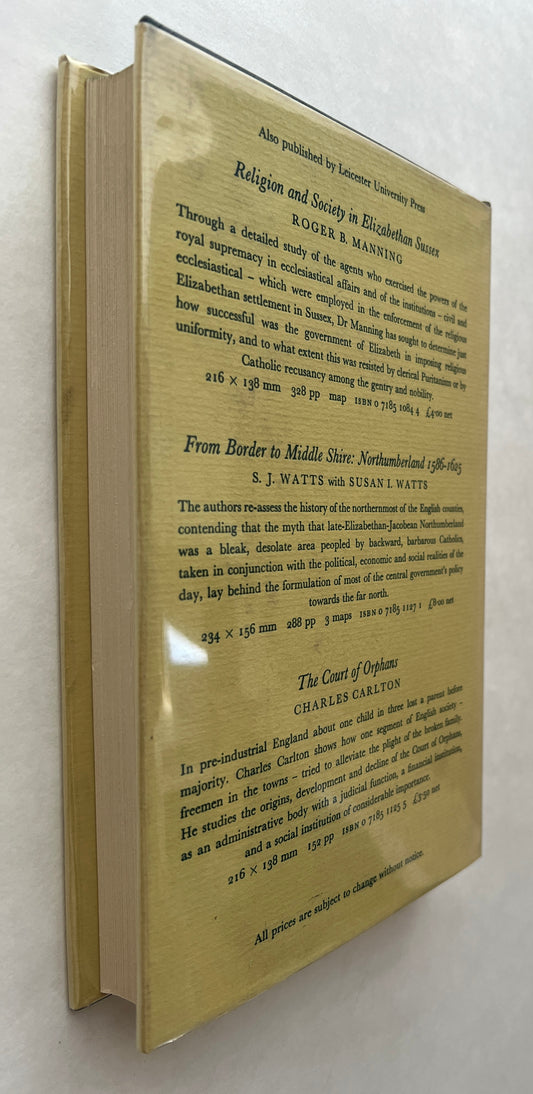 Also published by Leicester University Press
Religion and Society in Elizabethan Sussex
ROGER B. MANNING
Through a detailed study of the agents who exercised the powers of the
royal supremacy in ecclesiastical affairs and of the institutions – civil and
ecclesiastical – which were employed in the enforcement of the religious
Elizabethan settlement in Sussex, Dr Manning has sought to determine just
how successful was the government of Elizabeth in imposing religious
uniformity, and to what extent this was resisted by clerical Puritanism or by
Catholic recusancy among the gentry and nobility.
216 × 138 mm 328 pp map ISBN 0 7185 1084 4 £4·00 net
From Border to Middle Shire: Northumberland 1586-1625
S. J. WATTS with SUSAN I. WATTS
The authors re-assess the history of the northernmost of the English counties,
contending that the myth that late-Elizabethan-Jacobean Northumberland
was a bleak, desolate area peopled by backward, barbarous Catholics,
taken in conjunction with the political, economic and social realities of the
day, lay behind the formulation of most of the central government's policy
towards the far north.
234 × 156 mm 288 pp 3 maps ISBN 0 7185 1127 1 £8·00 net
The Court of Orphans
CHARLES CARLTON
In pre-industrial England about one child in three lost a parent before
majority. Charles Carlton shows how one segment of English society –
freemen in the towns – tried to alleviate the plight of the broken family.
He studies the origins, development and decline of the Court of Orphans,
as an administrative body with a judicial function, a financial institution,
and a social institution of considerable importance.
216 × 138 mm 152 pp ISBN 0 7185 1125 5 £5·50 net
All prices are subject to change without notice.